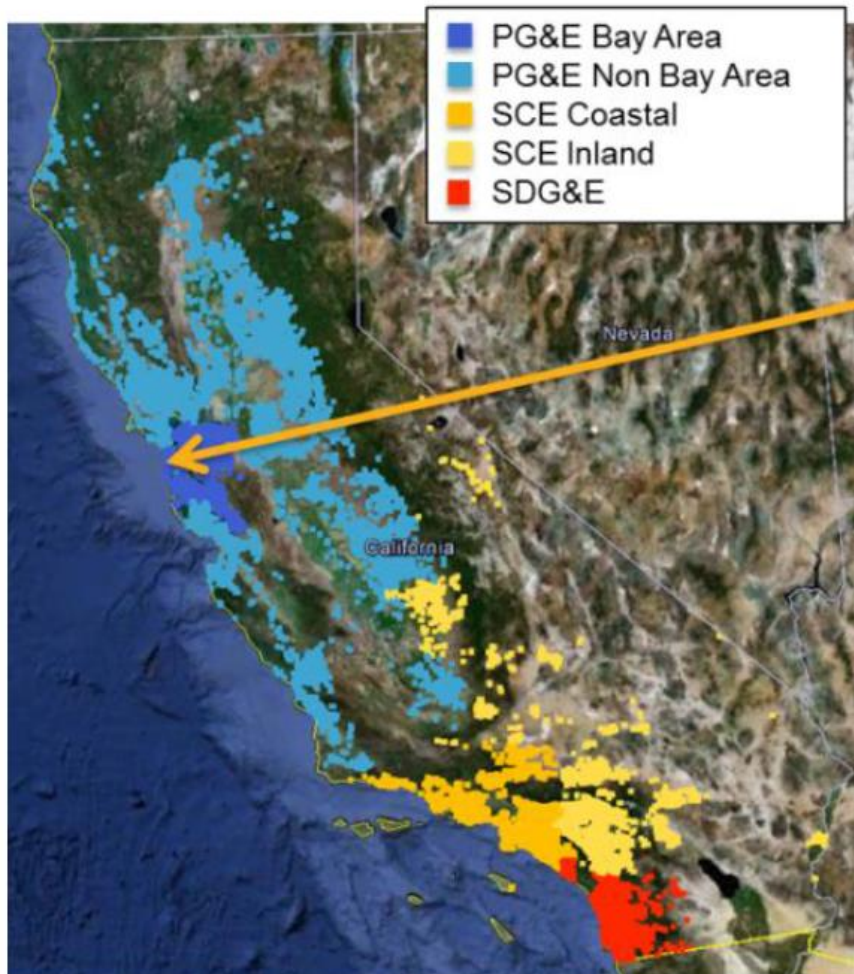 PG&E Bay Area
PG&E Non Bay Area
SCE Coastal
SCE Inland
SDG&E
Nevada
California